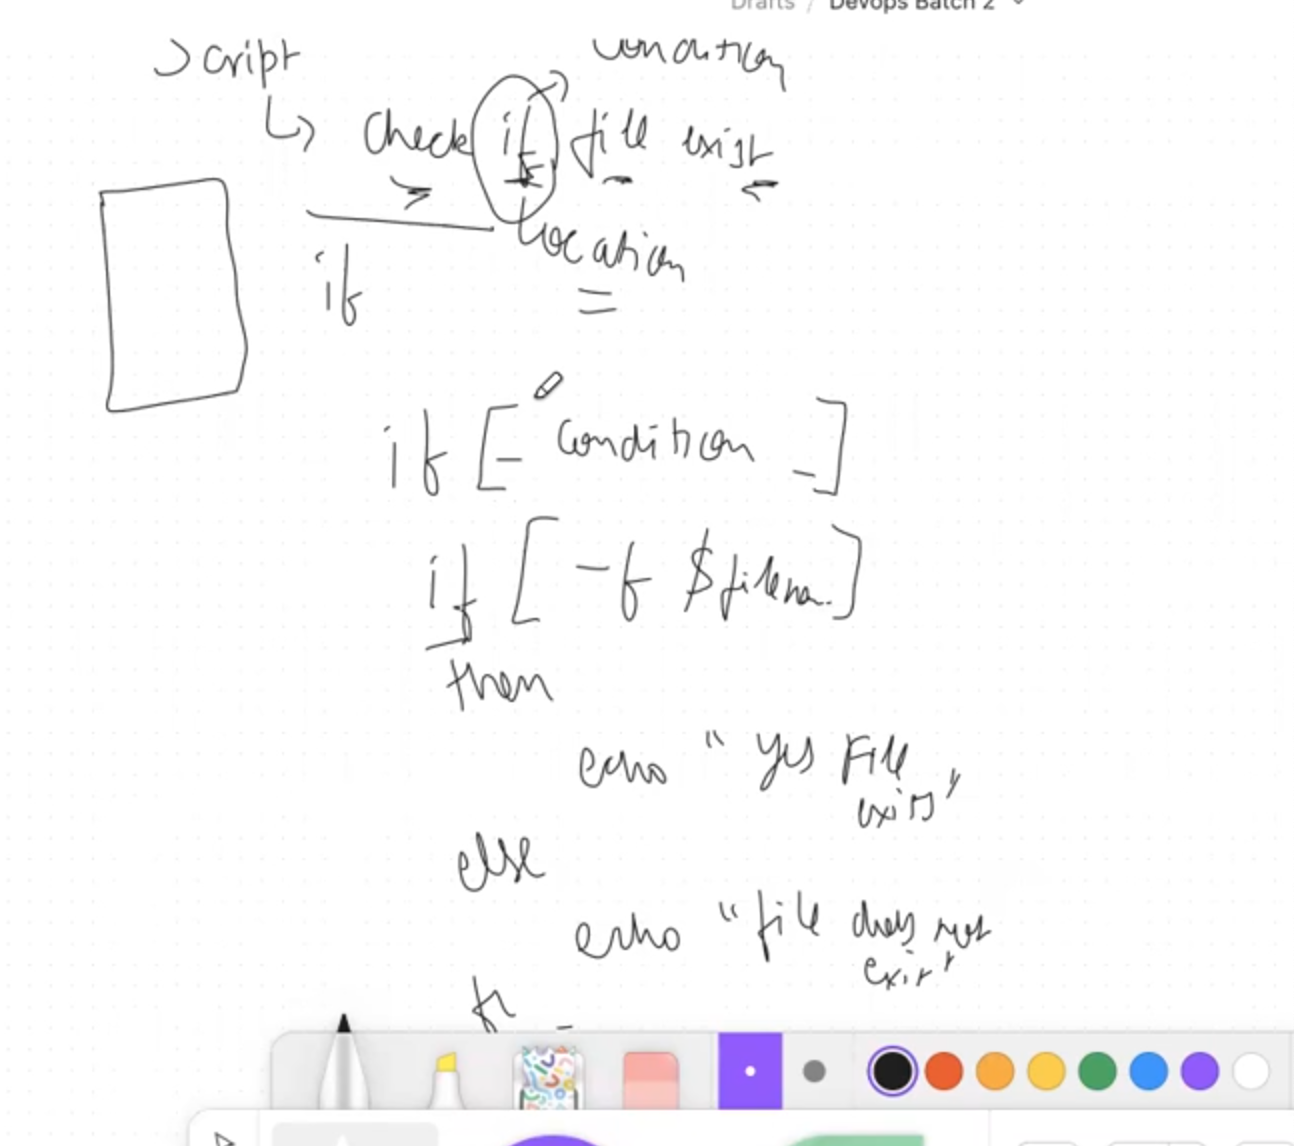 Drafts / Devops Batch 2
Script
condition
check if file exist
location
if
=
if [_ condition _]
if [ -f $filena.. ]
then
echo "Yes File
exists"
else
echo "file does not
exist"
fi